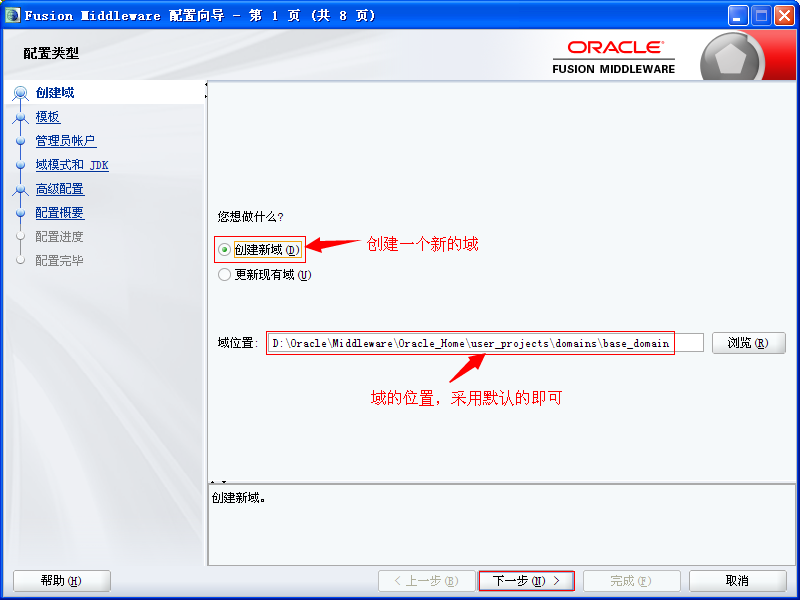 Fusion Middleware 配置向导 - 第 1 页 (共 8 页)
配置类型
ORACLE
FUSION MIDDLEWARE
创建域
模板
管理员帐户
域模式和 JDK
高级配置
配置概要
配置进度
配置完毕
您想做什么?
创建新域 (D)
创建一个新的域
更新现有域 (U)
域位置: D:\Oracle\Middleware\Oracle_Home\user_projects\domains\base_domain 浏览 (R)
域的位置，采用默认的即可
创建新域。
帮助 (H) < 上一步 (B) 下一步 (N) > 完成 (F) 取消